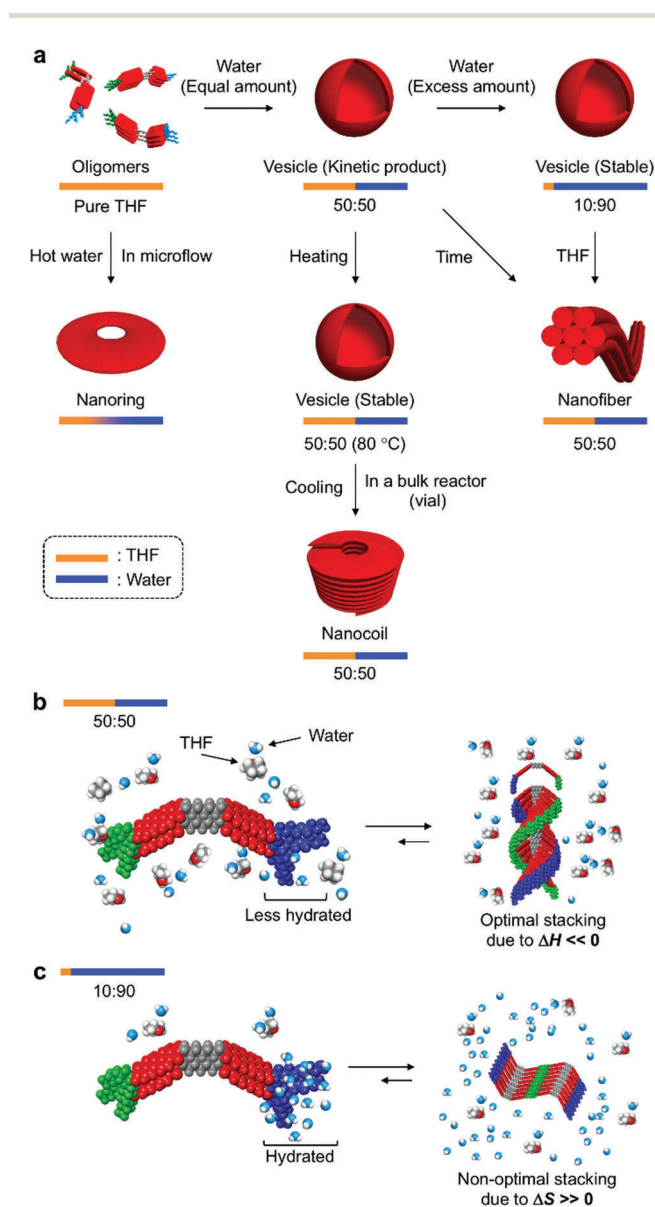 a
Water
(Equal amount)
Water
(Excess amount)
Oligomers
Vesicle (Kinetic product)
Vesicle (Stable)
Pure THF
50:50
10:90
Hot water
In microflow
Heating
Time
THF
Nanoring
Vesicle (Stable)
Nanofiber
50:50 (80 °C)
50:50
Cooling
In a bulk reactor
(vial)
: THF
: Water
Nanocoil
50:50
b
50:50
THF
Water
Less hydrated
Optimal stacking
due to ΔH << 0
c
10:90
Hydrated
Non-optimal stacking
due to ΔS >> 0